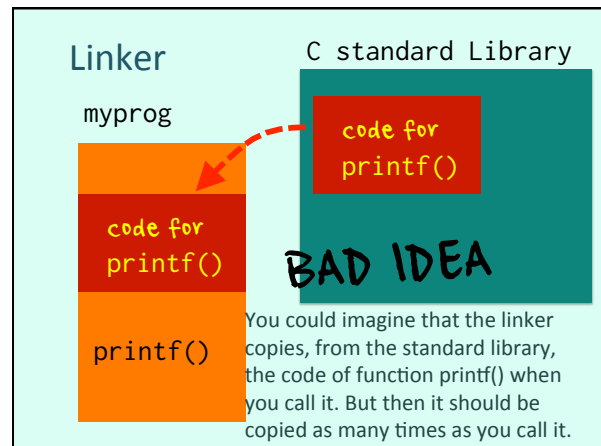 Linker
C standard Library
myprog
code for
printf()
code for
printf()
BAD IDEA
printf()
You could imagine that the linker
copies, from the standard library,
the code of function printf() when
you call it. But then it should be
copied as many times as you call it.